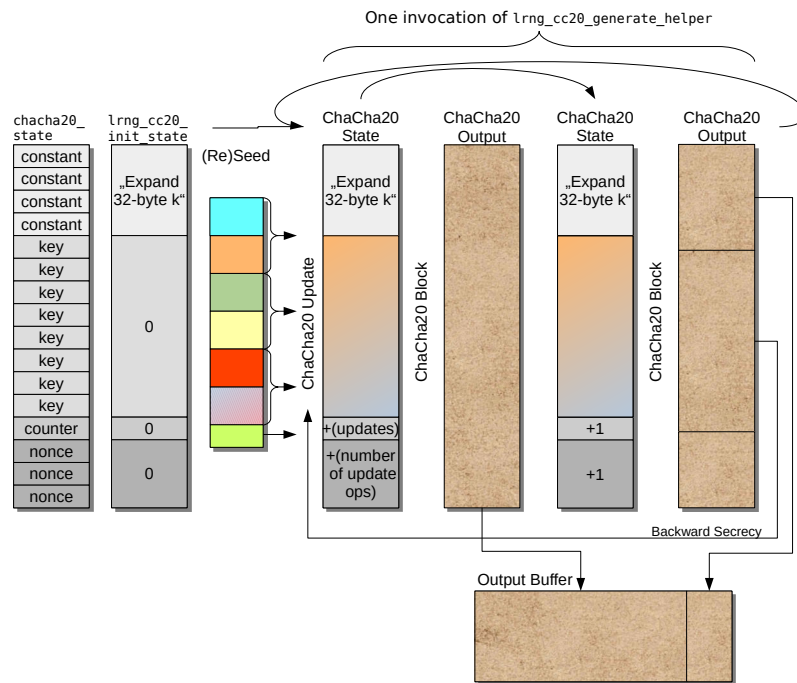 One invocation of lrng_cc20_generate_helper
chacha20_
state
lrng_cc20_
init_state
(Re)Seed
ChaCha20
State
ChaCha20
Output
ChaCha20
State
ChaCha20
Output
constant
constant
constant
constant
key
key
key
key
key
key
key
key
counter
nonce
nonce
nonce
„Expand
32-byte k“
0
0
0
ChaCha20 Update
„Expand
32-byte k“
+(updates)
+(number
of update
ops)
ChaCha20 Block
„Expand
32-byte k“
+1
+1
ChaCha20 Block
Backward Secrecy
Output Buffer